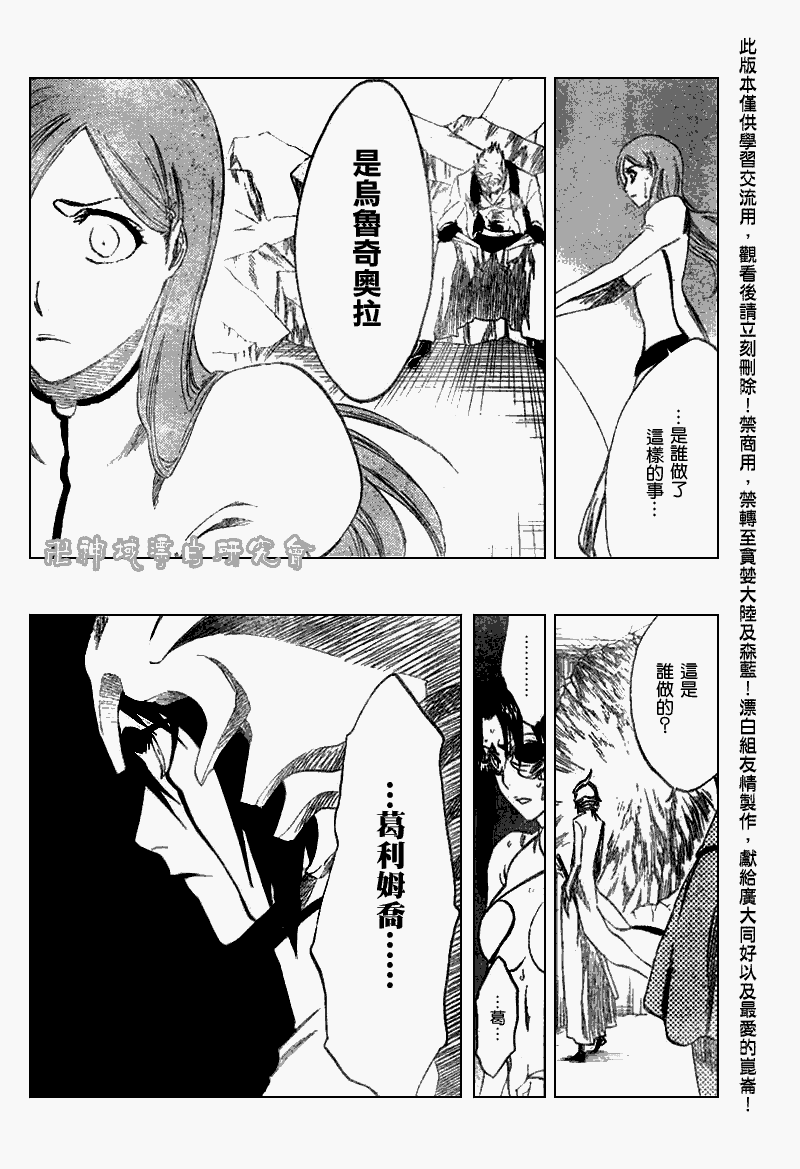 此版本僅供學習交流用，觀看後請立刻刪除！禁商用，禁轉至貪婪大陸及森藍！漂白組友情製作，獻給廣大同好以及最愛的崑崙！
…是誰做了
這樣的事…
是烏魯奇奧拉
卍神域漂白研究會
這是
誰做的？
…………
…葛…
…葛利姆喬……